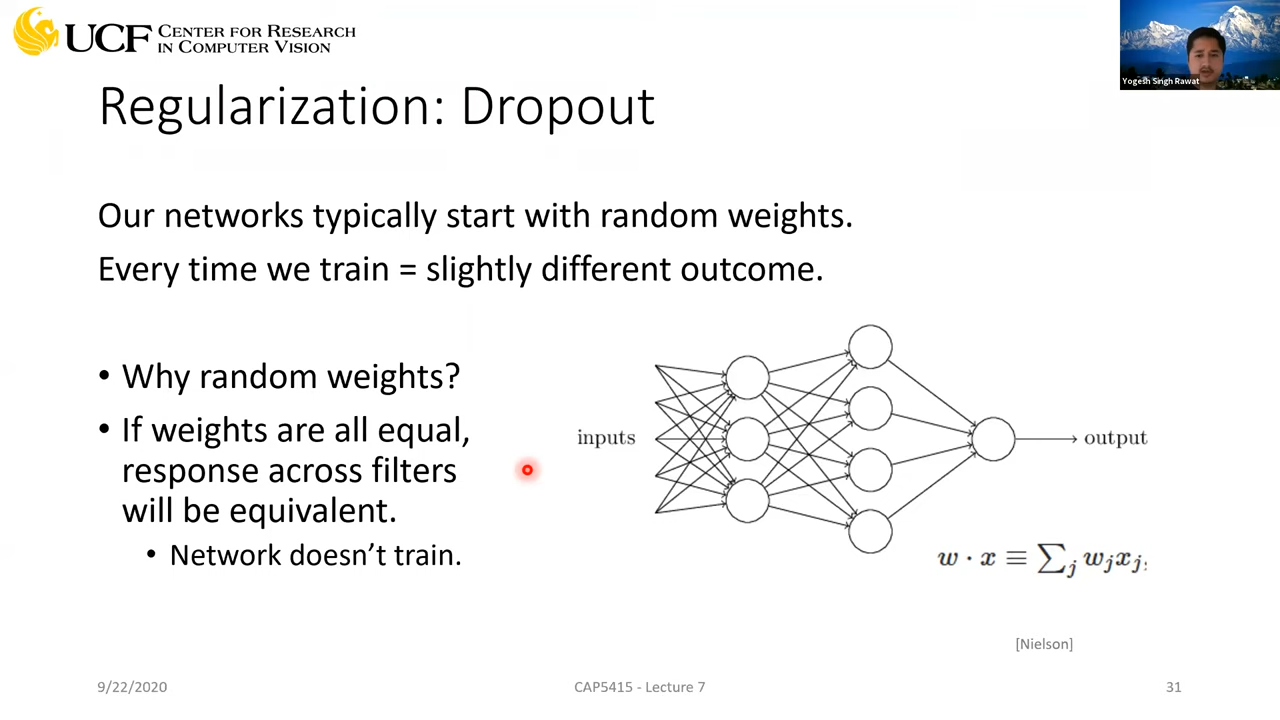 UCF CENTER FOR RESEARCH
IN COMPUTER VISION
Yogesh Singh Rawat
Regularization: Dropout
Our networks typically start with random weights.
Every time we train = slightly different outcome.
• Why random weights?
• If weights are all equal,
response across filters
will be equivalent.
• Network doesn’t train.
inputs
output
w · x ≡ ∑j wjxj;
[Nielson]
9/22/2020
CAP5415 - Lecture 7
31